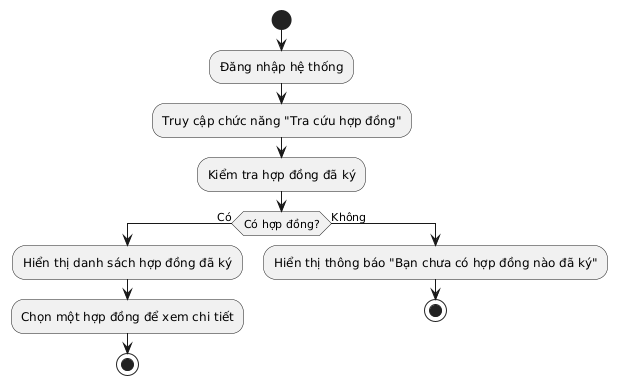 Đăng nhập hệ thống
Truy cập chức năng "Tra cứu hợp đồng"
Kiểm tra hợp đồng đã ký
Có
Có hợp đồng?
Không
Hiển thị danh sách hợp đồng đã ký
Hiển thị thông báo "Bạn chưa có hợp đồng nào đã ký"
Chọn một hợp đồng để xem chi tiết